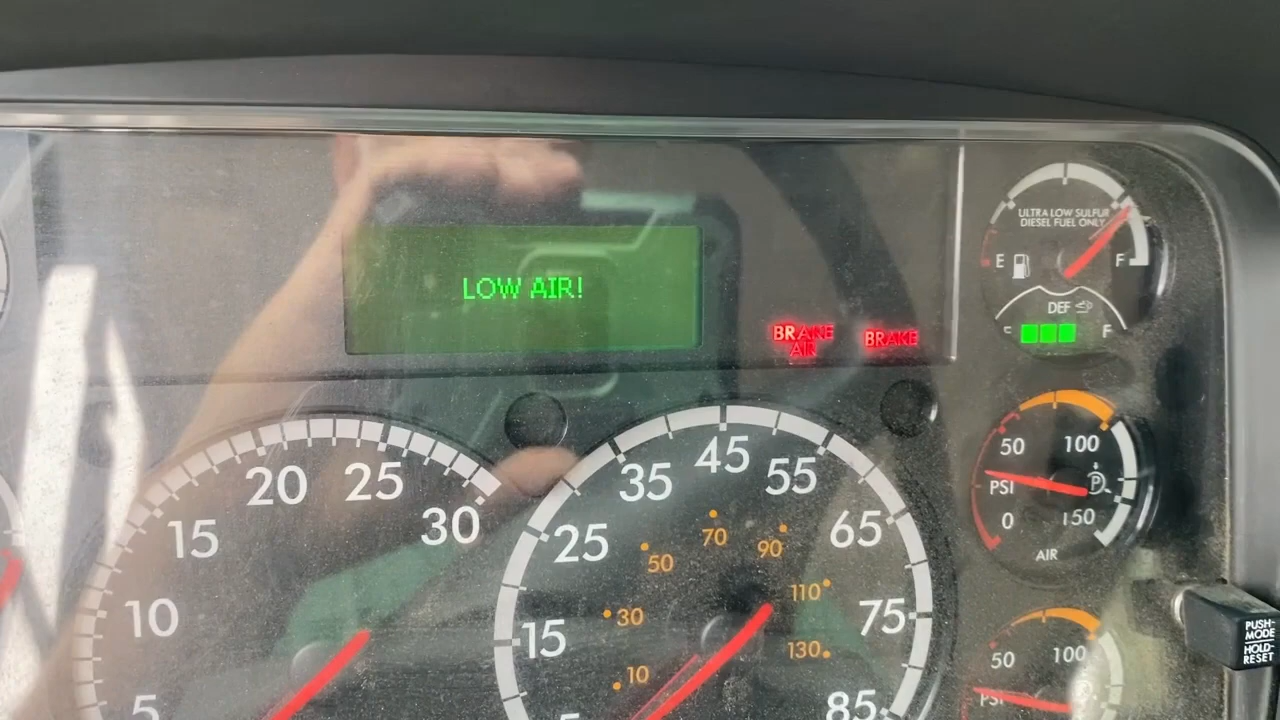 LOW AIR!
BRAKE
AIR
BRAKE
ULTRA LOW SULFUR
DIESEL FUEL ONLY
E
F
DEF
F
50
100
PSI
P
0
150
AIR
5
10
15
20
25
30
5
15
25
35
45
55
65
75
85
10
30
50
70
90
110
130
50
100
PUSH-
MODE
HOLD-
RESET